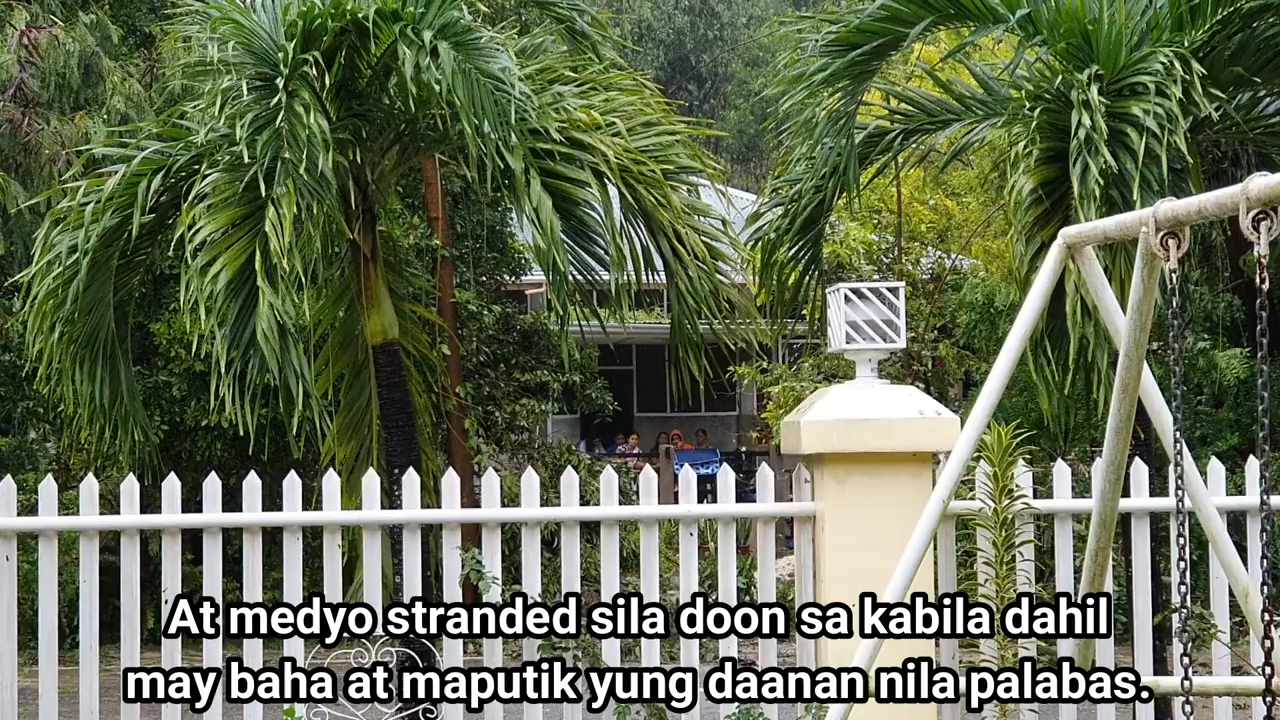 At medyo stranded sila doon sa kabila dahil
may baha at maputik yung daanan nila palabas.